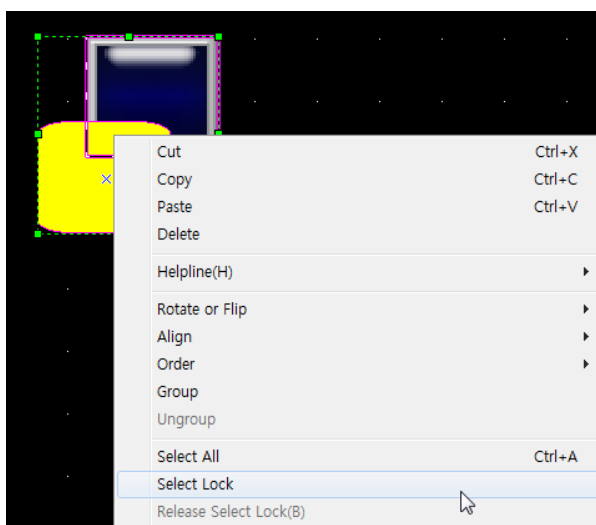 Cut Ctrl+X
Copy Ctrl+C
Paste Ctrl+V
Delete
Helpline(H)
Rotate or Flip
Align
Order
Group
Ungroup
Select All Ctrl+A
Select Lock
Release Select Lock(B)